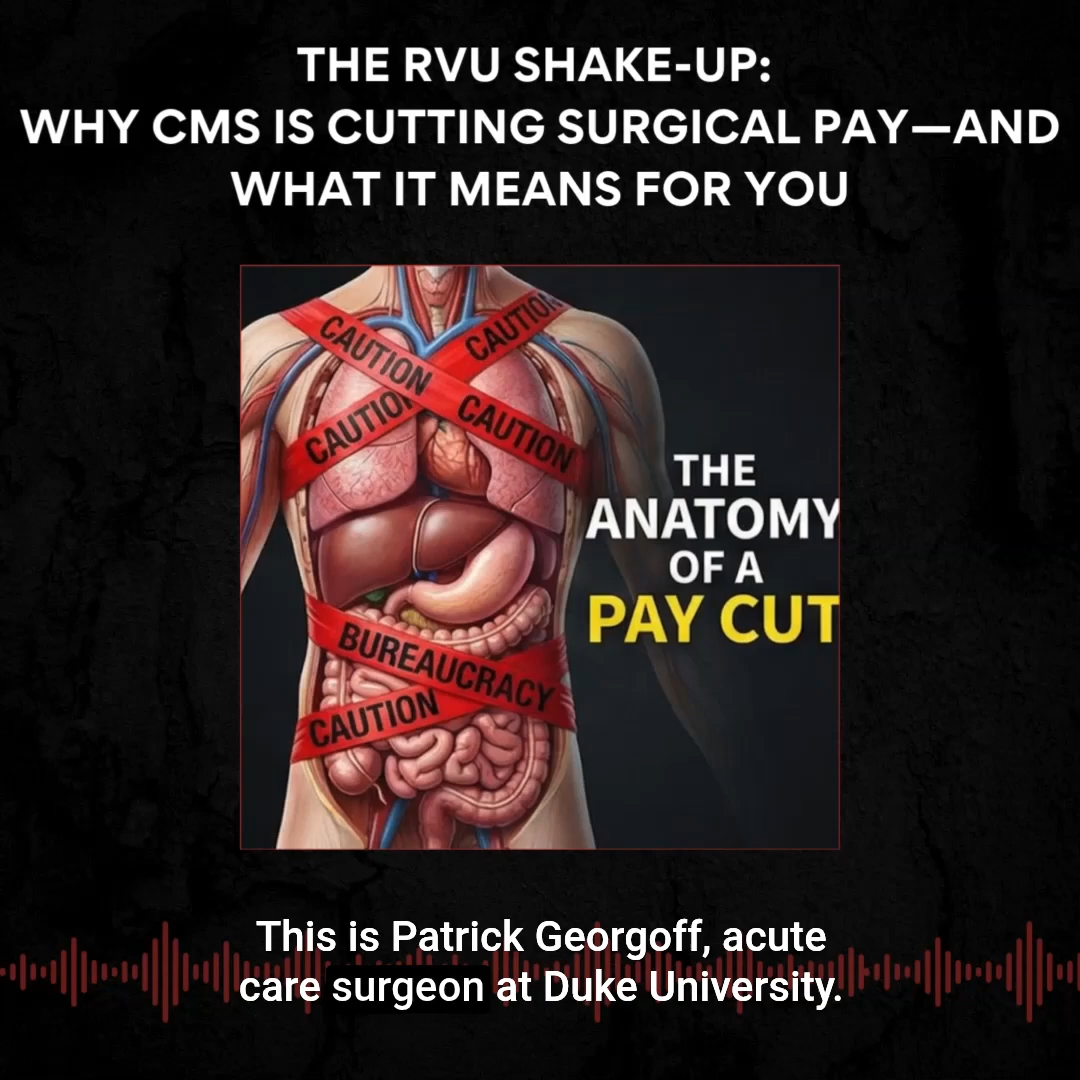 THE RVU SHAKE-UP:
WHY CMS IS CUTTING SURGICAL PAY—AND
WHAT IT MEANS FOR YOU
CAUTION
CAUTION
CAUTION
CAUTION
THE
ANATOMY
OF A
PAY CUT
BUREAUCRACY
CAUTION
This is Patrick Georgoff, acute
care surgeon at Duke University.